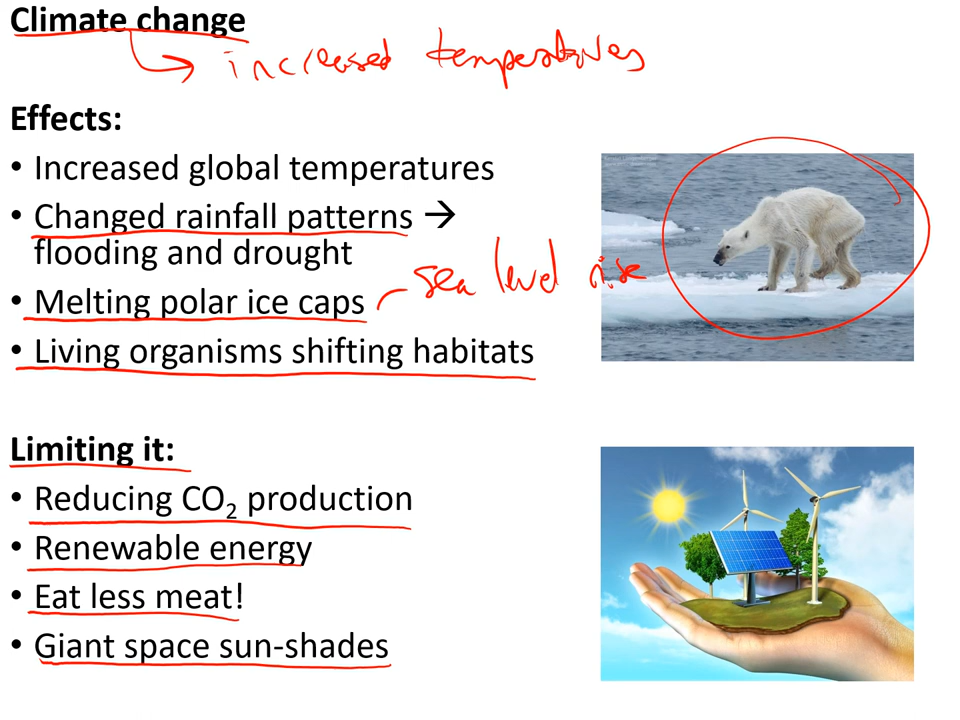 Climate change
increased temperatures
Effects:
• Increased global temperatures
• Changed rainfall patterns →
flooding and drought
• Melting polar ice caps
sea level rise
• Living organisms shifting habitats
Limiting it:
• Reducing CO₂ production
• Renewable energy
• Eat less meat!
• Giant space sun-shades